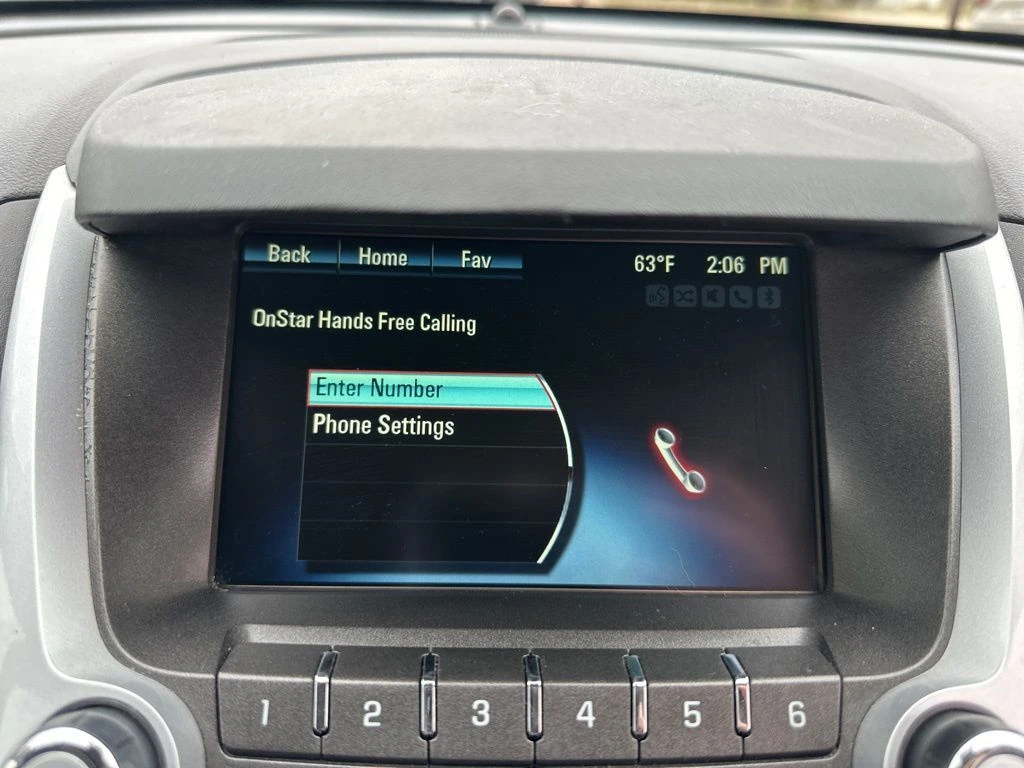 Back Home Fav 63°F 2:06 PM
OnStar Hands Free Calling
Enter Number
Phone Settings
1 2 3 4 5 6